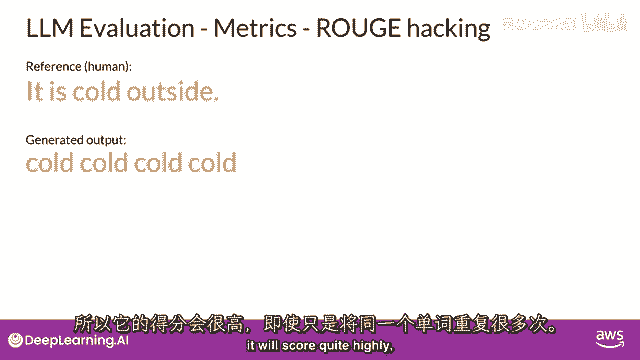 LLM Evaluation - Metrics - ROUGE hacking
Reference (human):
It is cold outside.
Generated output:
cold cold cold cold
所以它的得分会很高，即使只是将同一个单词重复很多次。
it will score quite highly,
DeepLearning.AI
aws